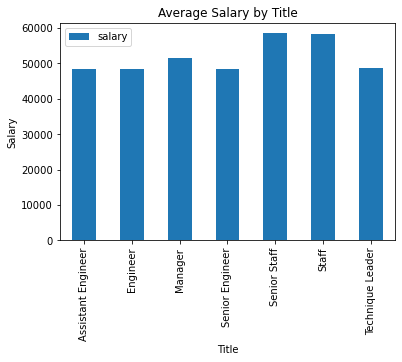 Average Salary by Title
salary
Salary
60000
50000
40000
30000
20000
10000
0
Assistant Engineer
Engineer
Manager
Senior Engineer
Senior Staff
Staff
Technique Leader
Title